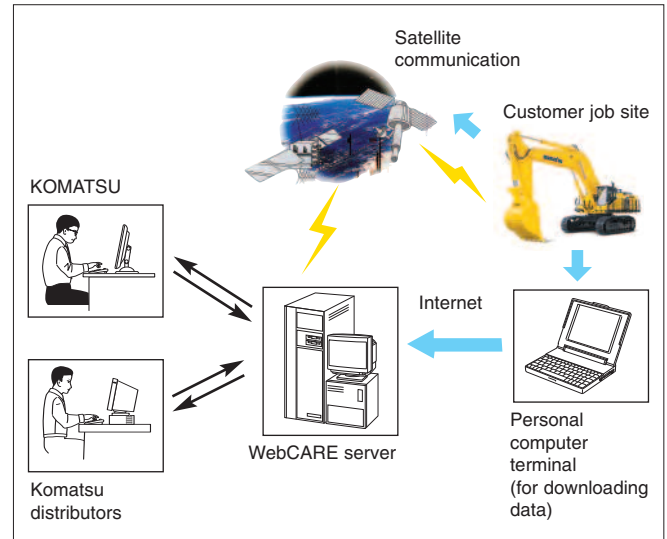 Satellite
communication
Customer job site
KOMATSU
Internet
WebCARE server
Personal
computer
terminal
(for downloading
data)
Komatsu
distributors